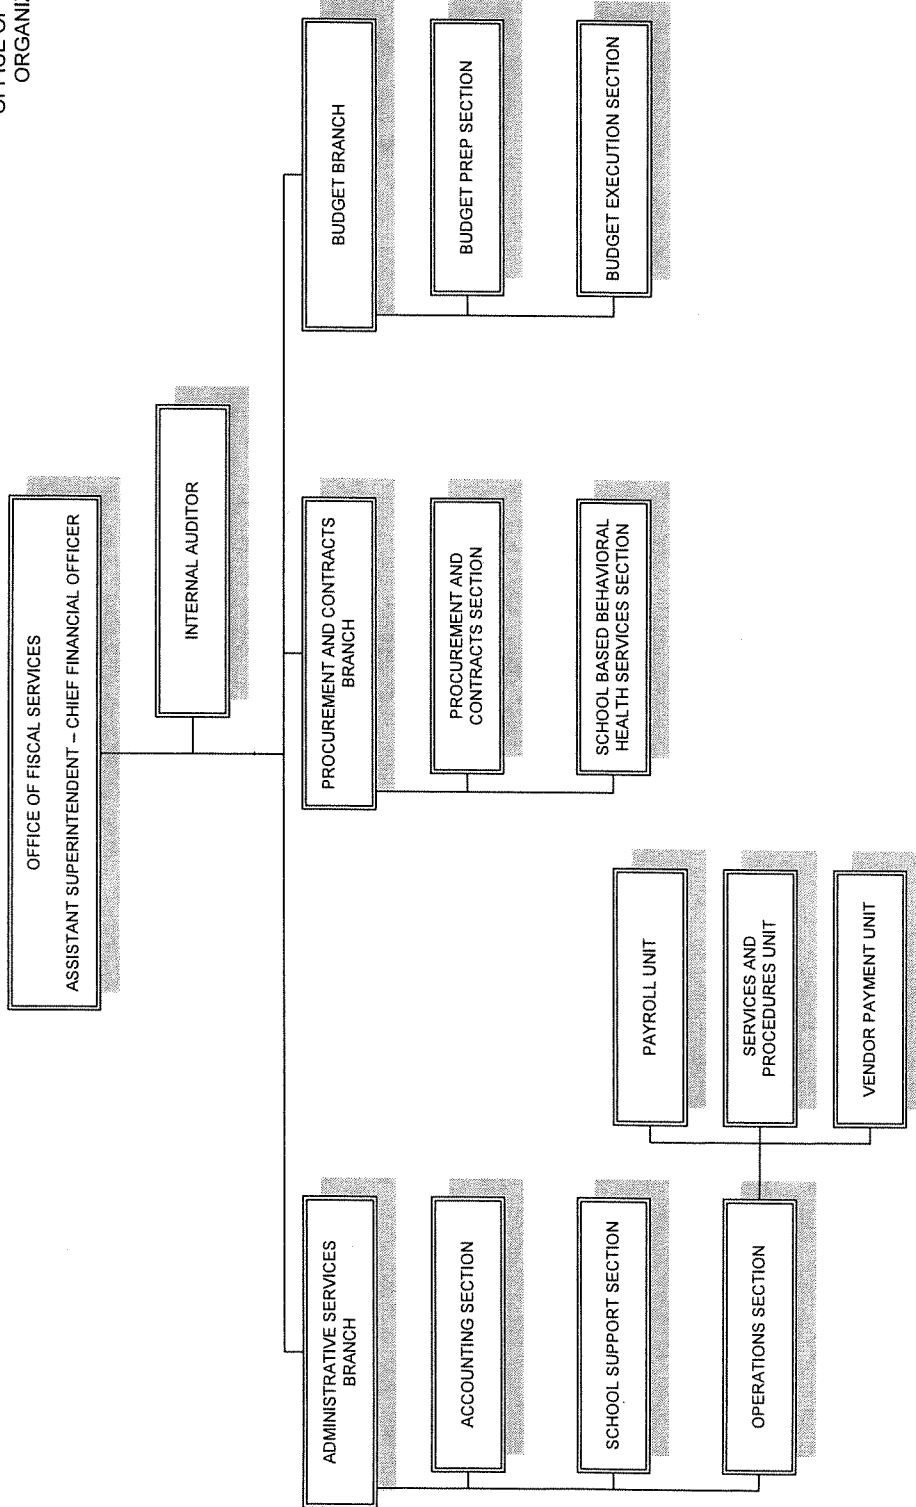 ORGANIZ
OFFICE OF FISCAL SERVICES
ASSISTANT SUPERINTENDENT – CHIEF FINANCIAL OFFICER
INTERNAL AUDITOR
ADMINISTRATIVE SERVICES
BRANCH
ACCOUNTING SECTION
SCHOOL SUPPORT SECTION
OPERATIONS SECTION
PAYROLL UNIT
SERVICES AND
PROCEDURES UNIT
VENDOR PAYMENT UNIT
PROCUREMENT AND CONTRACTS
BRANCH
PROCUREMENT AND
CONTRACTS SECTION
SCHOOL BASED BEHAVIORAL
HEALTH SERVICES SECTION
BUDGET BRANCH
BUDGET PREP SECTION
BUDGET EXECUTION SECTION